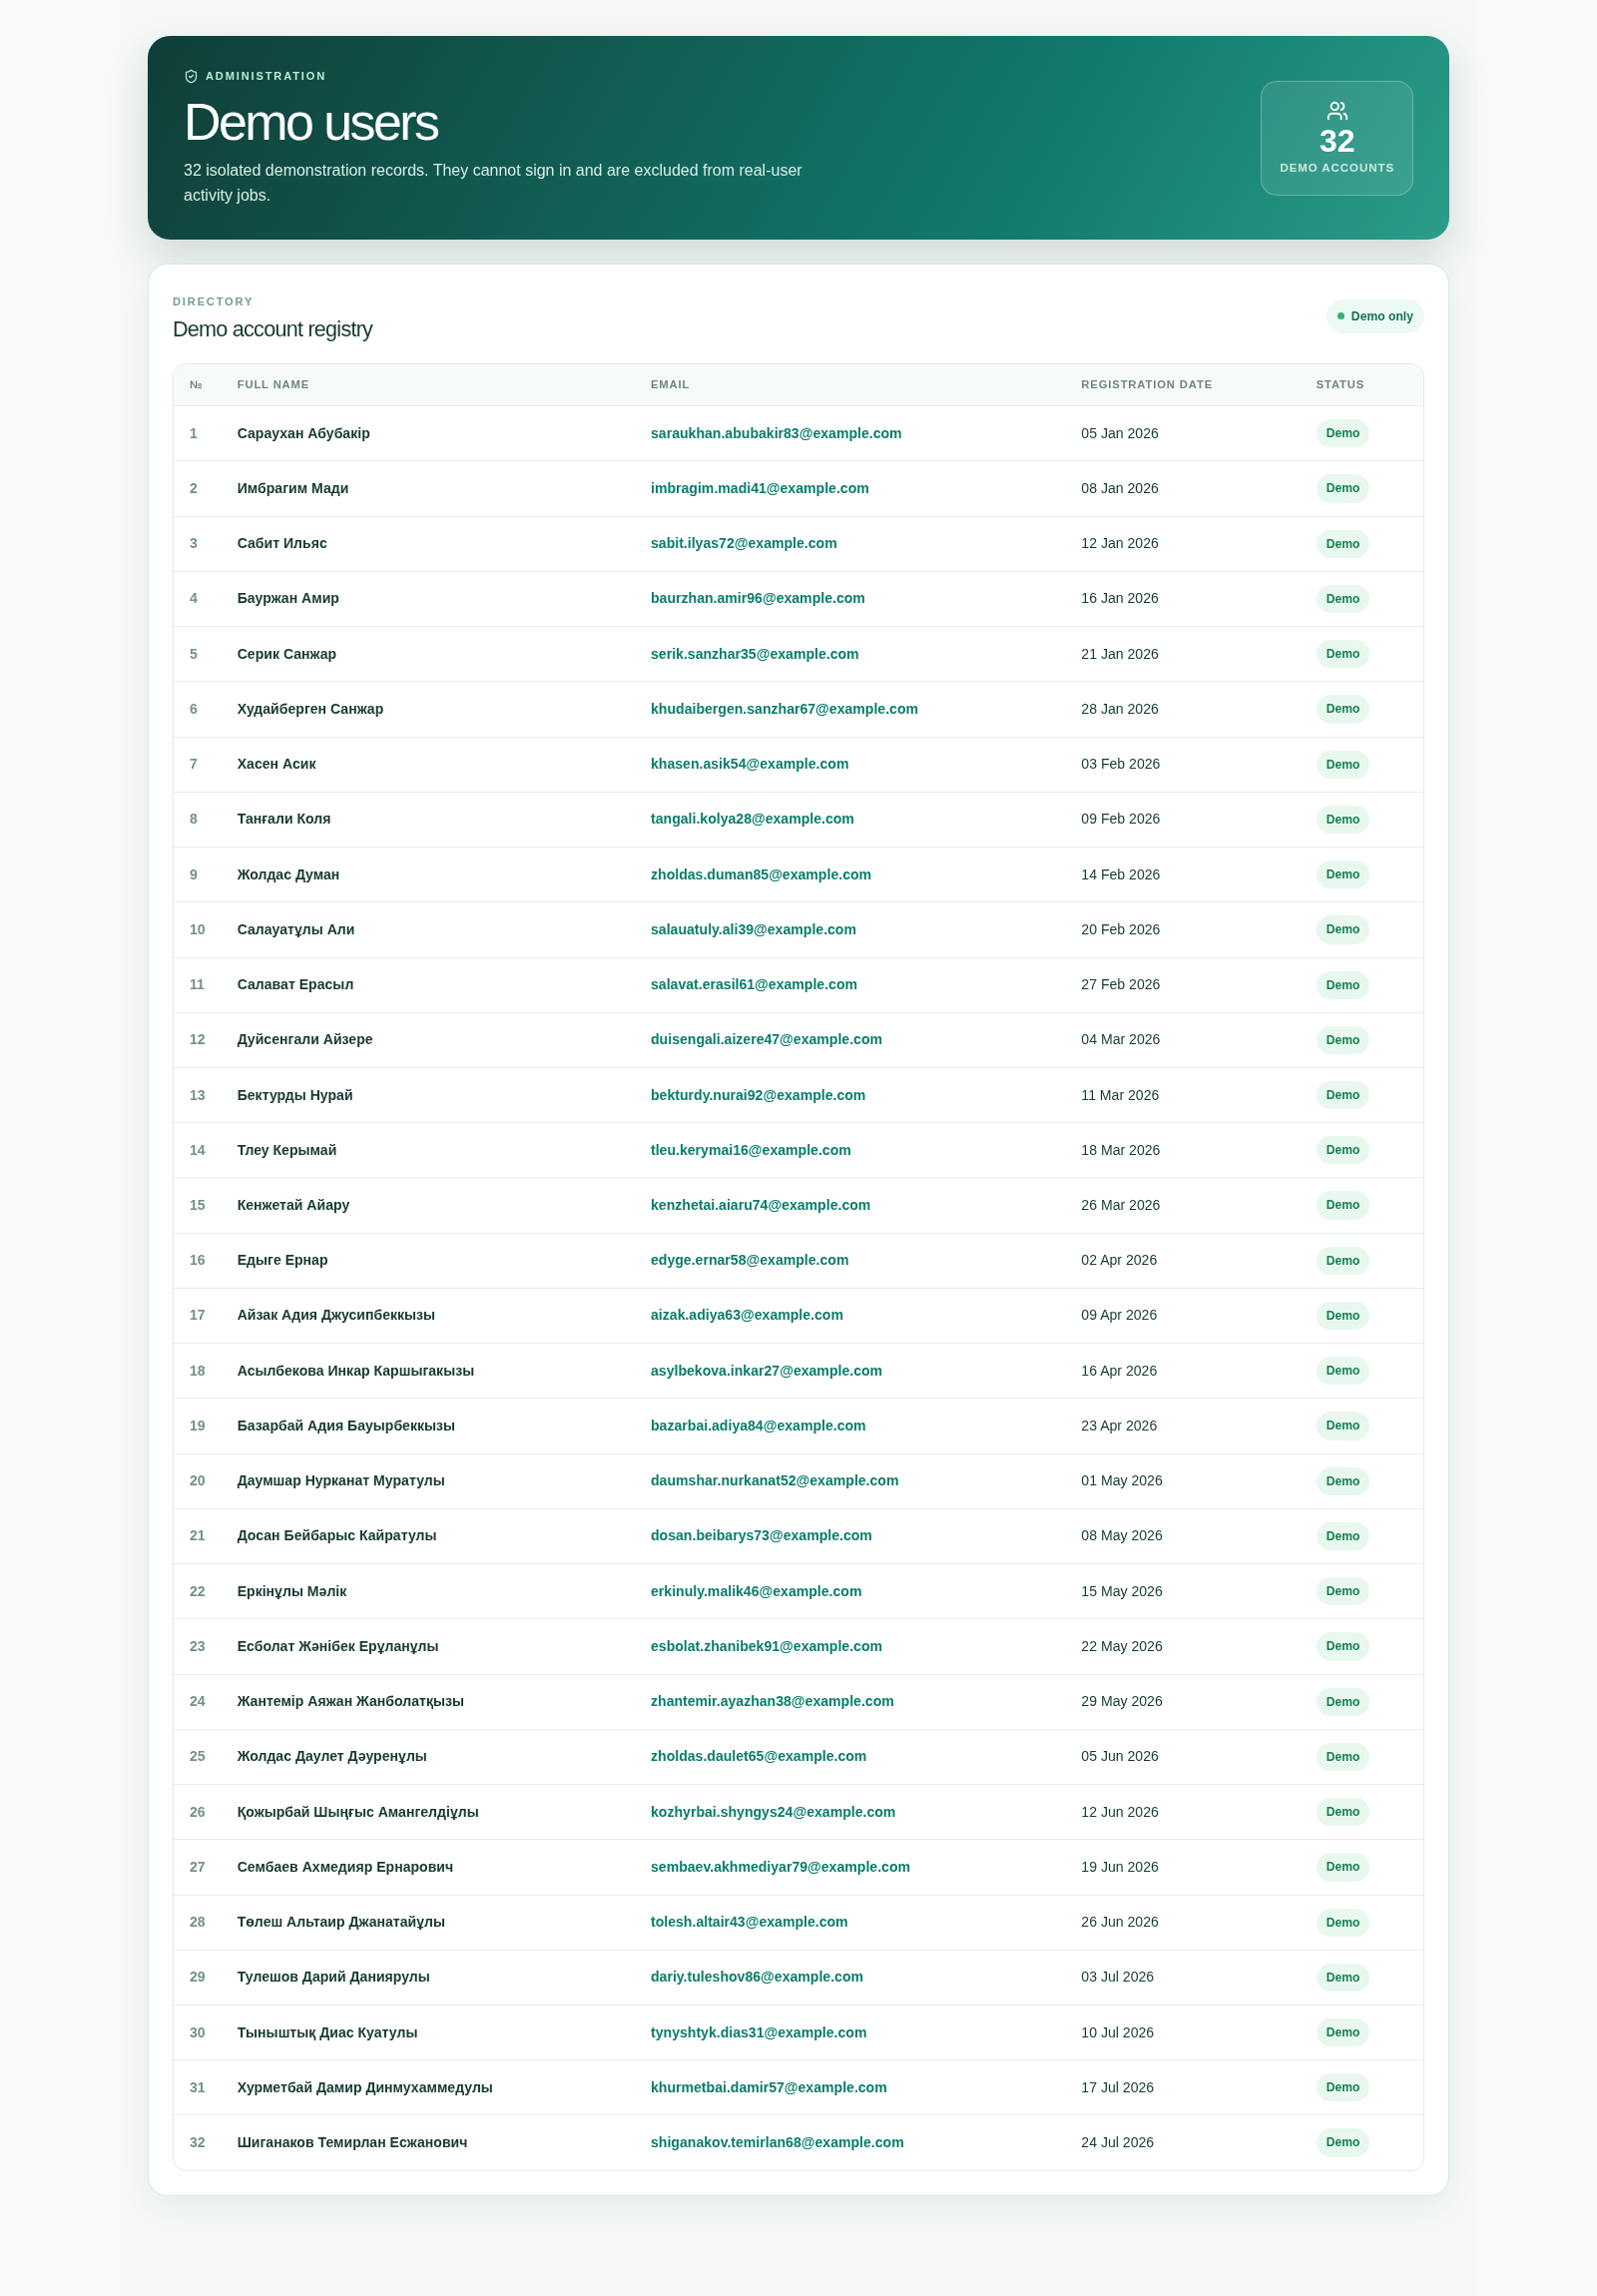 ADMINISTRATION
Demo users
32 isolated demonstration records. They cannot sign in and are excluded from real-user
activity jobs.
32
DEMO ACCOUNTS
DIRECTORY
Demo account registry
Demo only
№ FULL NAME EMAIL REGISTRATION DATE STATUS
1 Сараухан Абубакір saraukhan.abubakir83@example.com 05 Jan 2026 Demo
2 Имбрагим Мади imbragim.madi41@example.com 08 Jan 2026 Demo
3 Сабит Ильяс sabit.ilyas72@example.com 12 Jan 2026 Demo
4 Бауржан Амир baurzhan.amir96@example.com 16 Jan 2026 Demo
5 Серик Санжар serik.sanzhar35@example.com 21 Jan 2026 Demo
6 Худайберген Санжар khudaibergen.sanzhar67@example.com 28 Jan 2026 Demo
7 Хасен Асик khasen.asik54@example.com 03 Feb 2026 Demo
8 Танғали Коля tangali.kolya28@example.com 09 Feb 2026 Demo
9 Жолдас Думан zholdas.duman85@example.com 14 Feb 2026 Demo
10 Салауатұлы Али salauatuly.ali39@example.com 20 Feb 2026 Demo
11 Салават Ерасыл salavat.erasil61@example.com 27 Feb 2026 Demo
12 Дуйсенгали Айзере duisengali.aizere47@example.com 04 Mar 2026 Demo
13 Бектурды Нурай bekturdy.nurai92@example.com 11 Mar 2026 Demo
14 Тлеу Керымай tleu.kerymai16@example.com 18 Mar 2026 Demo
15 Кенжетай Айару kenzhetai.aiaru74@example.com 26 Mar 2026 Demo
16 Едыге Ернар edyge.ernar58@example.com 02 Apr 2026 Demo
17 Айзак Адия Джусипбеккызы aizak.adiya63@example.com 09 Apr 2026 Demo
18 Асылбекова Инкар Каршыгакызы asylbekova.inkar27@example.com 16 Apr 2026 Demo
19 Базарбай Адия Бауырбеккызы bazarbai.adiya84@example.com 23 Apr 2026 Demo
20 Даумшар Нурканат Муратулы daumshar.nurkanat52@example.com 01 May 2026 Demo
21 Досан Бейбарыс Кайратулы dosan.beibarys73@example.com 08 May 2026 Demo
22 Еркінұлы Мәлік erkinuly.malik46@example.com 15 May 2026 Demo
23 Есболат Жәнібек Ерұланұлы esbolat.zhanibek91@example.com 22 May 2026 Demo
24 Жантемір Аяжан Жанболатқызы zhantemir.ayazhan38@example.com 29 May 2026 Demo
25 Жолдас Даулет Дәуренұлы zholdas.daulet65@example.com 05 Jun 2026 Demo
26 Қожырбай Шыңғыс Амангелдіұлы kozhyrbai.shyngys24@example.com 12 Jun 2026 Demo
27 Сембаев Ахмедияр Ернарович sembaev.akhmediyar79@example.com 19 Jun 2026 Demo
28 Төлеш Альтаир Джанатайұлы tolesh.altair43@example.com 26 Jun 2026 Demo
29 Тулешов Дарий Даниярулы dariy.tuleshov86@example.com 03 Jul 2026 Demo
30 Тыныштық Диас Куатулы tynyshtyk.dias31@example.com 10 Jul 2026 Demo
31 Хурметбай Дамир Динмухаммедулы khurmetbai.damir57@example.com 17 Jul 2026 Demo
32 Шиганаков Темирлан Есжанович shiganakov.temirlan68@example.com 24 Jul 2026 Demo